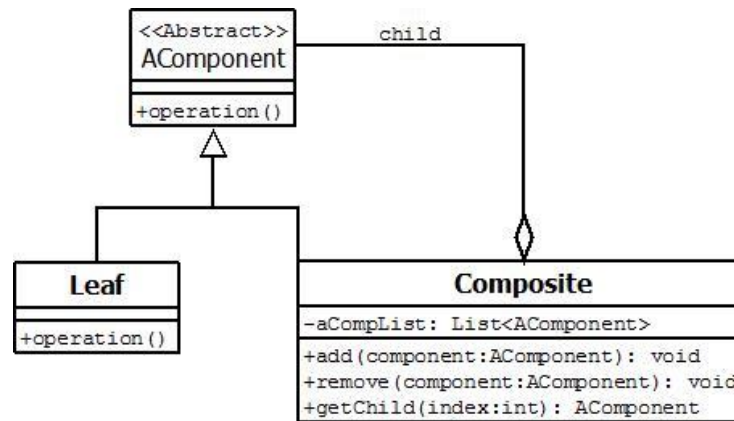 <<Abstract>>
AComponent
+operation()
child
Leaf
+operation()
Composite
-aCompList: List<AComponent>
+add(component:AComponent): void
+remove(component:AComponent): void
+getChild(index:int): AComponent